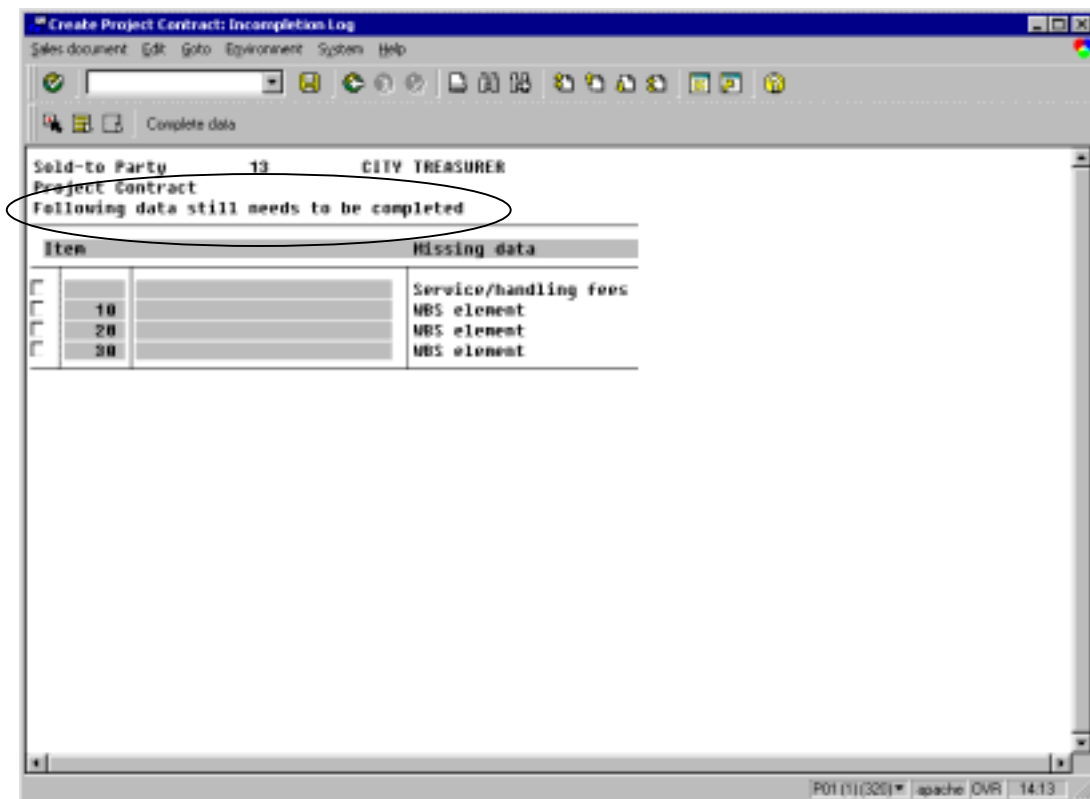 Create Project Contract: Incompletion Log
Sales document Edit Goto Environment System Help
Complete data
Sold-to Party 13 CITY TREASURER
Project Contract
Following data still needs to be completed
Item Missing data
Service/handling fees
10 WBS element
20 WBS element
30 WBS element
P01 (1) (320) apache OVR 14:13